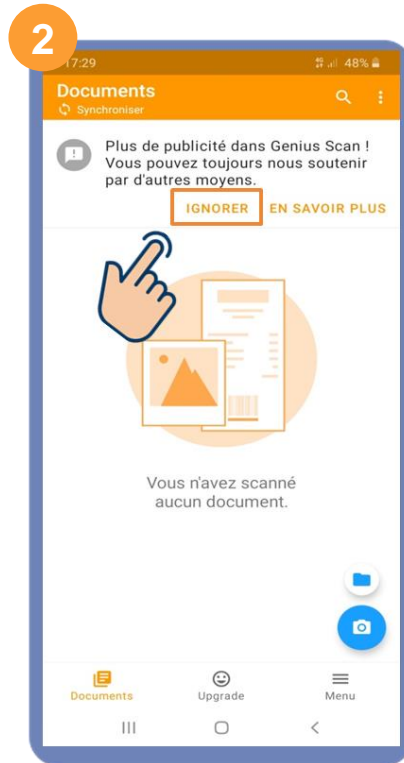 2
17:29
48%
Documents
Synchroniser
Plus de publicité dans Genius Scan !
Vous pouvez toujours nous soutenir
par d'autres moyens.
IGNORER EN SAVOIR PLUS
Vous n'avez scanné
aucun document.
Documents Upgrade Menu